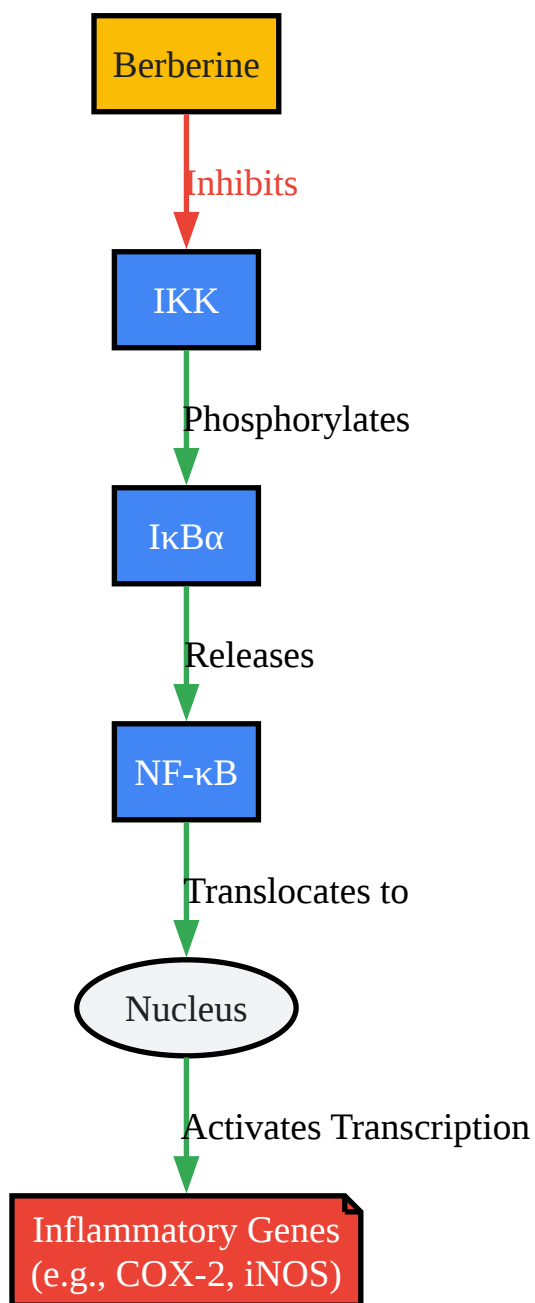 Berberine
Inhibits
IKK
Phosphorylates
IκBα
Releases
NF-κB
Translocates to
Nucleus
Activates Transcription
Inflammatory Genes
(e.g., COX-2, iNOS)